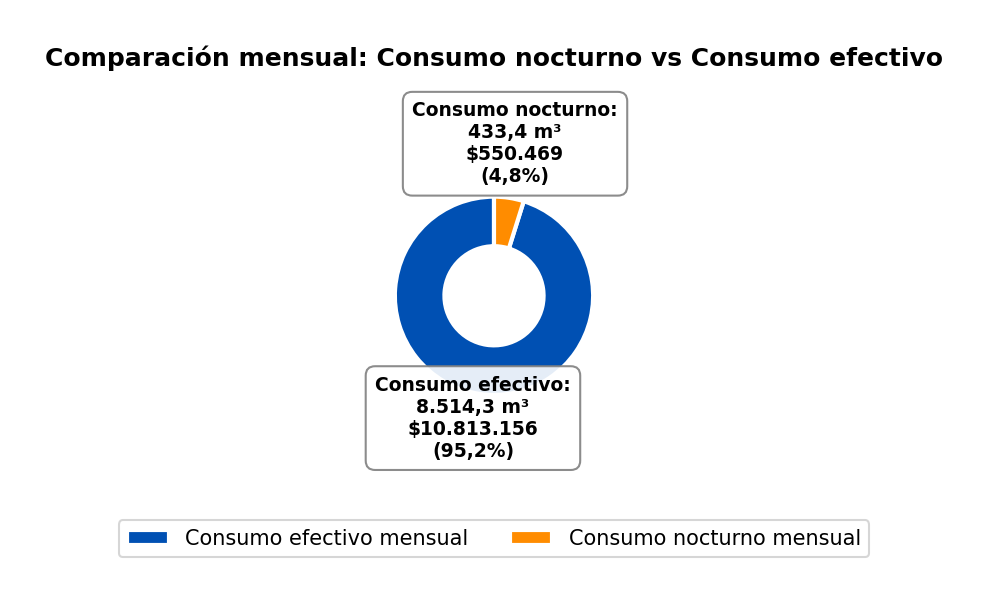 Comparación mensual: Consumo nocturno vs Consumo efectivo
Consumo nocturno:
433,4 m³
$550.469
(4,8%)
Consumo efectivo:
8.514,3 m³
$10.813.156
(95,2%)
Consumo efectivo mensual
Consumo nocturno mensual